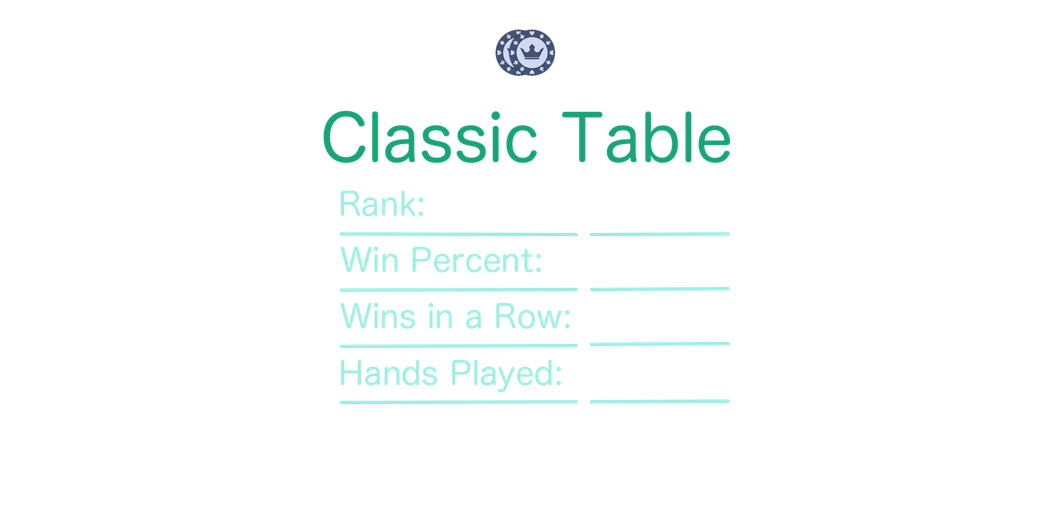 Classic Table
Rank:
Win Percent:
Wins in a Row:
Hands Played: